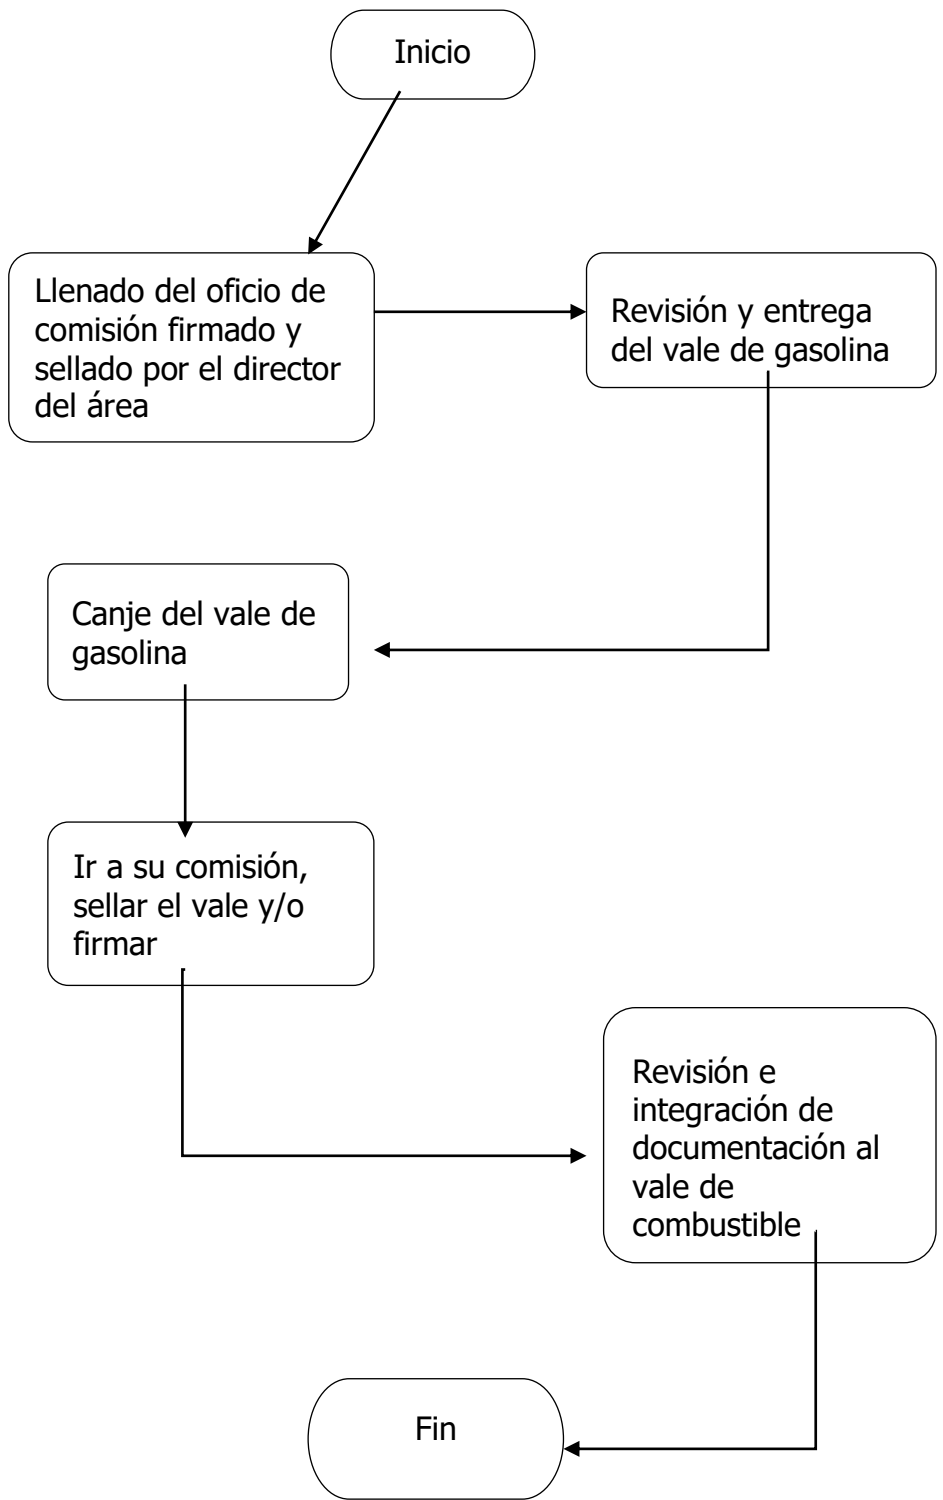 Inicio
Llenado del oficio de
comisión firmado y
sellado por el director
del área
Revisión y entrega
del vale de gasolina
Canje del vale de
gasolina
Ir a su comisión,
sellar el vale y/o
firmar
Revisión e
integración de
documentación al
vale de
combustible
Fin